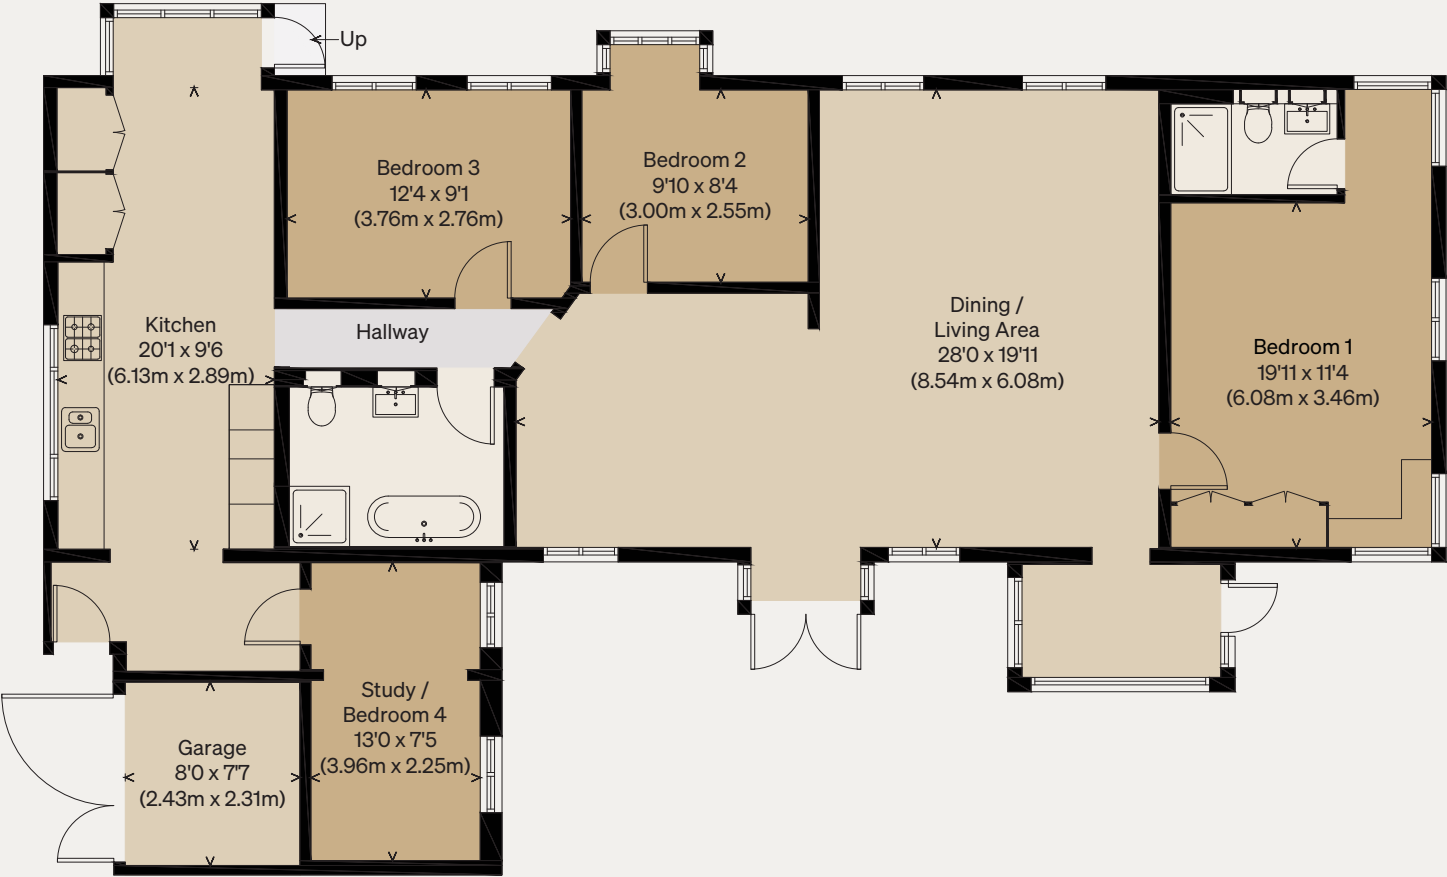 Up
Bedroom 3
12'4 x 9'1
(3.76m x 2.76m)
Bedroom 2
9'10 x 8'4
(3.00m x 2.55m)
Kitchen
20'1 x 9'6
(6.13m x 2.89m)
Hallway
Dining /
Living Area
28'0 x 19'11
(8.54m x 6.08m)
Bedroom 1
19'11 x 11'4
(6.08m x 3.46m)
Study /
Bedroom 4
13'0 x 7'5
(3.96m x 2.25m)
Garage
8'0 x 7'7
(2.43m x 2.31m)